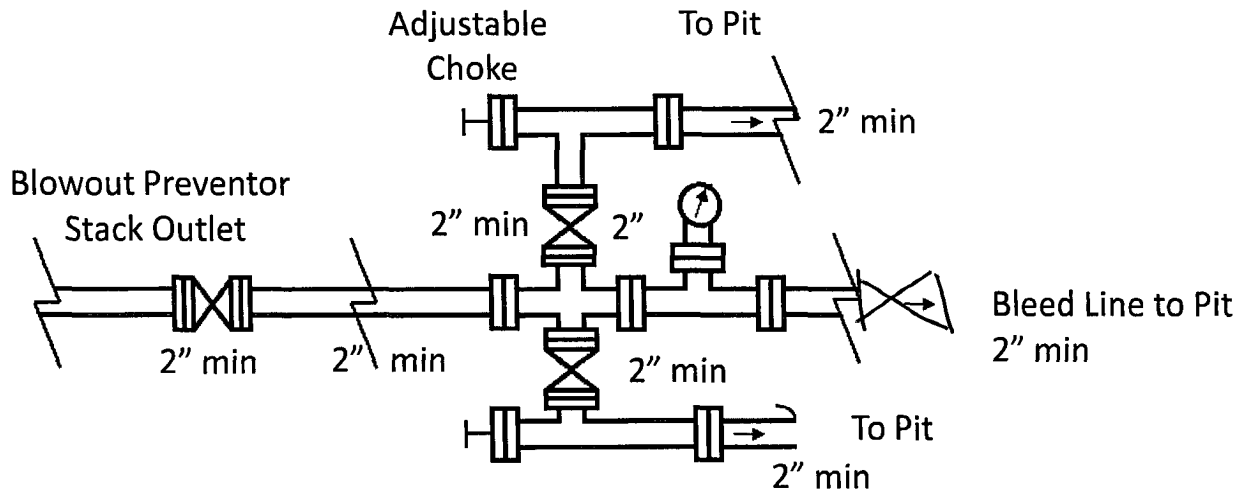 Adjustable
Choke
To Pit
2” min
Blowout Preventor
Stack Outlet
2” min
2”
Bleed Line to Pit
2” min
2” min
2” min
2” min
To Pit
2” min